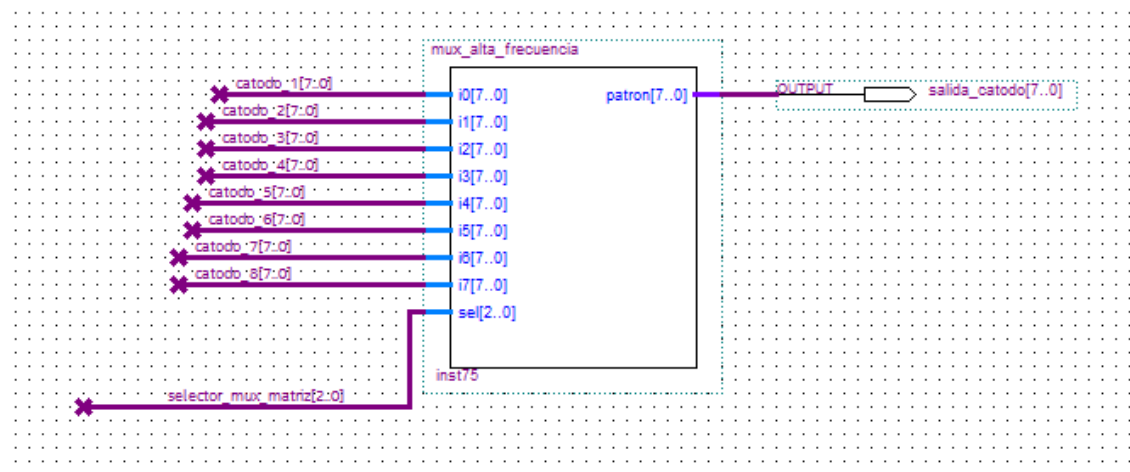 mux_alta_frecuencia
catodo_1[7..0]
i0[7..0]
patron[7..0]
OUTPUT
salida_catodo[7..0]
catodo_2[7..0]
i1[7..0]
catodo_3[7..0]
i2[7..0]
catodo_4[7..0]
i3[7..0]
catodo_5[7..0]
i4[7..0]
catodo_6[7..0]
i5[7..0]
catodo_7[7..0]
i6[7..0]
catodo_8[7..0]
i7[7..0]
sel[2..0]
inst75
selector_mux_matriz[2..0]